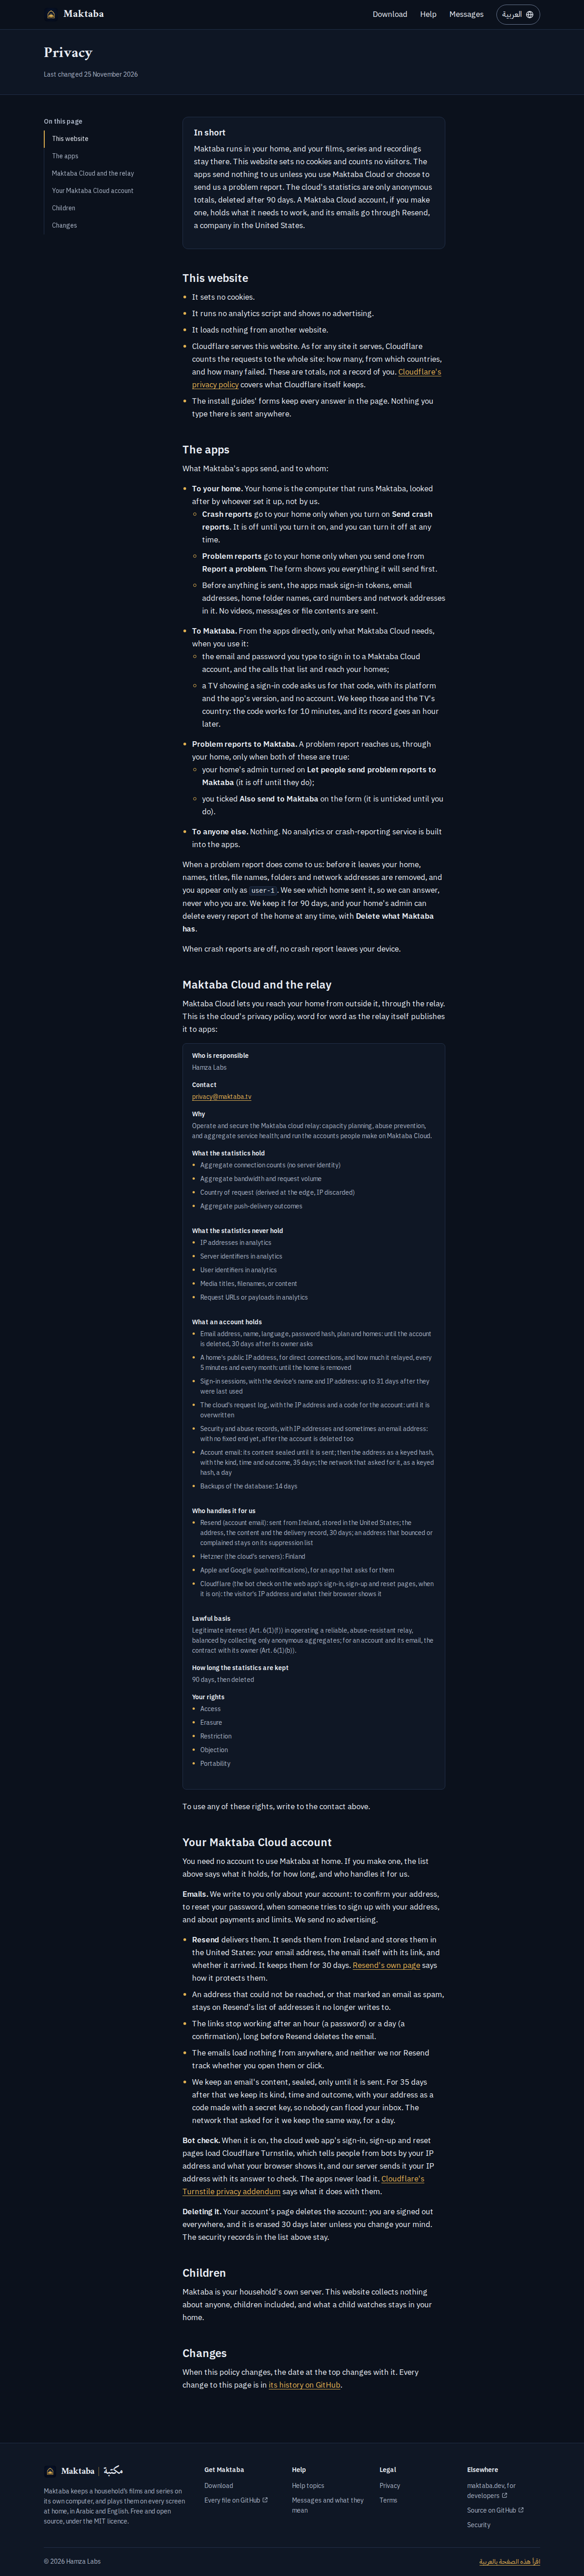 Maktaba
Download
Help
Messages
العربية
Privacy
Last changed 25 November 2026
On this page
This website
The apps
Maktaba Cloud and the relay
Your Maktaba Cloud account
Children
Changes
In short
Maktaba runs in your home, and your films, series and recordings
stay there. This website sets no cookies and counts no visitors. The
apps send nothing to us unless you use Maktaba Cloud or choose to
send us a problem report. The cloud's statistics are only anonymous
totals, deleted after 90 days. A Maktaba Cloud account, if you make
one, holds what it needs to work, and its emails go through Resend,
a company in the United States.
This website
It sets no cookies.
It runs no analytics script and shows no advertising.
It loads nothing from another website.
Cloudflare serves this website. As for any site it serves, Cloudflare
counts the requests to the whole site: how many, from which countries,
and how many failed. These are totals, not a record of you. Cloudflare's
privacy policy covers what Cloudflare itself keeps.
The install guides' forms keep every answer in the page. Nothing you
type there is sent anywhere.
The apps
What Maktaba's apps send, and to whom:
To your home. Your home is the computer that runs Maktaba, looked
after by whoever set it up, not by us.
Crash reports go to your home only when you turn on Send crash
reports. It is off until you turn it on, and you can turn it off at any
time.
Problem reports go to your home only when you send one from
Report a problem. The form shows you everything it will send first.
Before anything is sent, the apps mask sign-in tokens, email
addresses, home folder names, card numbers and network addresses
in it. No videos, messages or file contents are sent.
To Maktaba. From the apps directly, only what Maktaba Cloud needs,
when you use it:
the email and password you type to sign in to a Maktaba Cloud
account, and the calls that list and reach your homes;
a TV showing a sign-in code asks us for that code, with its platform
and the app's version, and no account. We keep those and the TV's
country: the code works for 10 minutes, and its record goes an hour
later.
Problem reports to Maktaba. A problem report reaches us, through
your home, only when both of these are true:
your home's admin turned on Let people send problem reports to
Maktaba (it is off until they do);
you ticked Also send to Maktaba on the form (it is unticked until you
do).
To anyone else. Nothing. No analytics or crash-reporting service is built
into the apps.
When a problem report does come to us: before it leaves your home,
names, titles, file names, folders and network addresses are removed, and
you appear only as user-1. We see which home sent it, so we can answer,
never who you are. We keep it for 90 days, and your home's admin can
delete every report of the home at any time, with Delete what Maktaba
has.
When crash reports are off, no crash report leaves your device.
Maktaba Cloud and the relay
Maktaba Cloud lets you reach your home from outside it, through the relay.
This is the cloud's privacy policy, word for word as the relay itself publishes
it to apps:
Who is responsible
Hamza Labs
Contact
privacy@maktaba.tv
Why
Operate and secure the Maktaba cloud relay: capacity planning, abuse prevention,
and aggregate service health; and run the accounts people make on Maktaba Cloud.
What the statistics hold
Aggregate connection counts (no server identity)
Aggregate bandwidth and request volume
Country of request (derived at the edge, IP discarded)
Aggregate push-delivery outcomes
What the statistics never hold
IP addresses in analytics
Server identifiers in analytics
User identifiers in analytics
Media titles, filenames, or content
Request URLs or payloads in analytics
What an account holds
Email address, name, language, password hash, plan and homes: until the account
is deleted, 30 days after its owner asks
A home's public IP address, for direct connections, and how much it relayed, every
5 minutes and every month: until the home is removed
Sign-in sessions, with the device's name and IP address: up to 31 days after they
were last used
The cloud's request log, with the IP address and a code for the account: until it is
overwritten
Security and abuse records, with IP addresses and sometimes an email address:
with no fixed end yet, after the account is deleted too
Account email: its content sealed until it is sent; then the address as a keyed hash,
with the kind, time and outcome, 35 days; the network that asked for it, as a keyed
hash, a day
Backups of the database: 14 days
Who handles it for us
Resend (account email): sent from Ireland, stored in the United States; the
address, the content and the delivery record, 30 days; an address that bounced or
complained stays on its suppression list
Hetzner (the cloud's servers): Finland
Apple and Google (push notifications), for an app that asks for them
Cloudflare (the bot check on the web app's sign-in, sign-up and reset pages, when
it is on): the visitor's IP address and what their browser shows it
Lawful basis
Legitimate interest (Art. 6(1)(f)) in operating a reliable, abuse-resistant relay,
balanced by collecting only anonymous aggregates; for an account and its email, the
contract with its owner (Art. 6(1)(b)).
How long the statistics are kept
90 days, then deleted
Your rights
Access
Erasure
Restriction
Objection
Portability
To use any of these rights, write to the contact above.
Your Maktaba Cloud account
You need no account to use Maktaba at home. If you make one, the list
above says what it holds, for how long, and who handles it for us.
Emails. We write to you only about your account: to confirm your address,
to reset your password, when someone tries to sign up with your address,
and about payments and limits. We send no advertising.
Resend delivers them. It sends them from Ireland and stores them in
the United States: your email address, the email itself with its link, and
whether it arrived. It keeps them for 30 days. Resend's own page says
how it protects them.
An address that could not be reached, or that marked an email as spam,
stays on Resend's list of addresses it no longer writes to.
The links stop working after an hour (a password) or a day (a
confirmation), long before Resend deletes the email.
The emails load nothing from anywhere, and neither we nor Resend
track whether you open them or click.
We keep an email's content, sealed, only until it is sent. For 35 days
after that we keep its kind, time and outcome, with your address as a
code made with a secret key, so nobody can flood your inbox. The
network that asked for it we keep the same way, for a day.
Bot check. When it is on, the cloud web app's sign-in, sign-up and reset
pages load Cloudflare Turnstile, which tells people from bots by your IP
address and what your browser shows it, and our server sends it your IP
address with its answer to check. The apps never load it. Cloudflare's
Turnstile privacy addendum says what it does with them.
Deleting it. Your account's page deletes the account: you are signed out
everywhere, and it is erased 30 days later unless you change your mind.
The security records in the list above stay.
Children
Maktaba is your household's own server. This website collects nothing
about anyone, children included, and what a child watches stays in your
home.
Changes
When this policy changes, the date at the top changes with it. Every
change to this page is in its history on GitHub.
Maktaba | مكتبة
Maktaba keeps a household's films and series on
its own computer, and plays them on every screen
at home, in Arabic and English. Free and open
source, under the MIT licence.
Get Maktaba
Download
Every file on GitHub
Help
Help topics
Messages and what they
mean
Legal
Privacy
Terms
Elsewhere
maktaba.dev, for
developers
Source on GitHub
Security
© 2026 Hamza Labs
اقرأ هذه الصفحة بالعربية